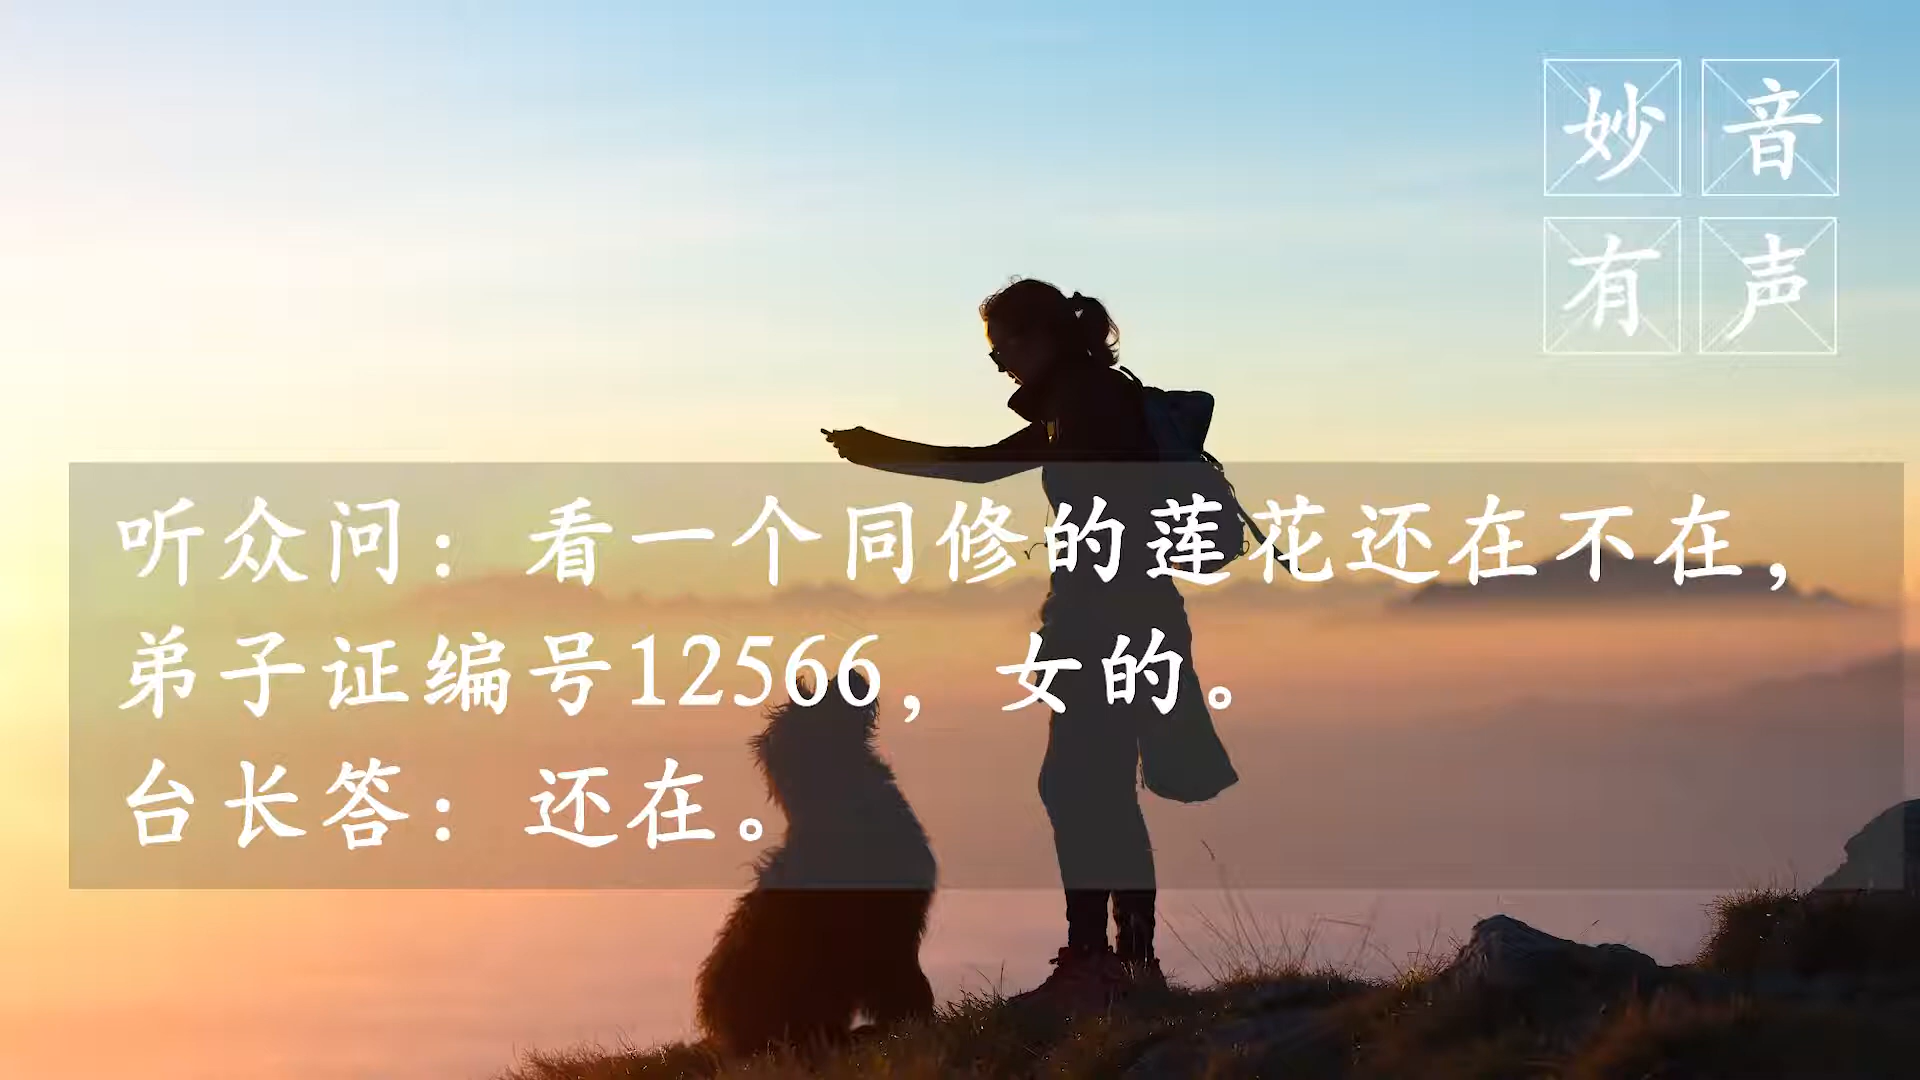 妙音
有声
听众问：看一个同修的莲花还在不在，
弟子证编号12566，女的。
台长答：还在。